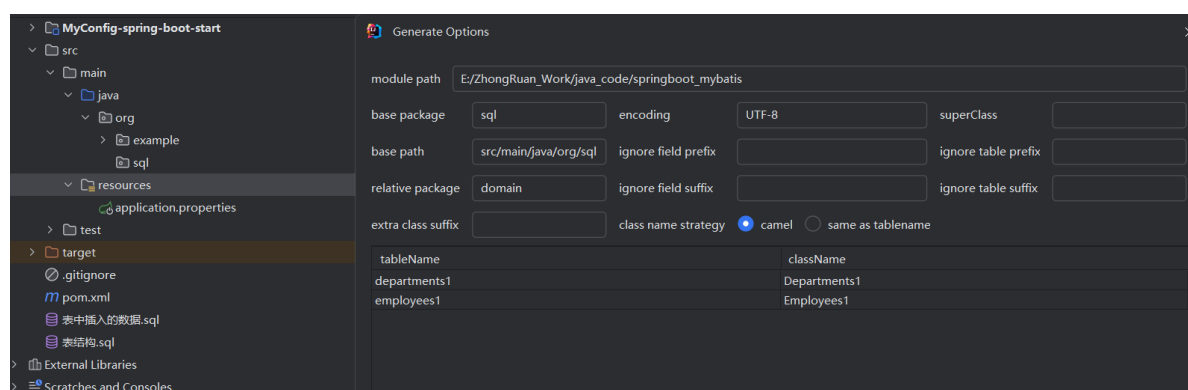 MyConfig-spring-boot-start
src
main
java
org
example
sql
resources
application.properties
test
target
.gitignore
pom.xml
表中插入的数据.sql
表结构.sql
External Libraries
Scratches and Consoles
Generate Options
module path E:/ZhongRuan_Work/java_code/springboot_mybatis
base package sql encoding UTF-8 superClass
base path src/main/java/org/sql ignore field prefix ignore table prefix
relative package domain ignore field suffix ignore table suffix
extra class suffix class name strategy camel same as tablename
tableName className
departments1 Departments1
employees1 Employees1